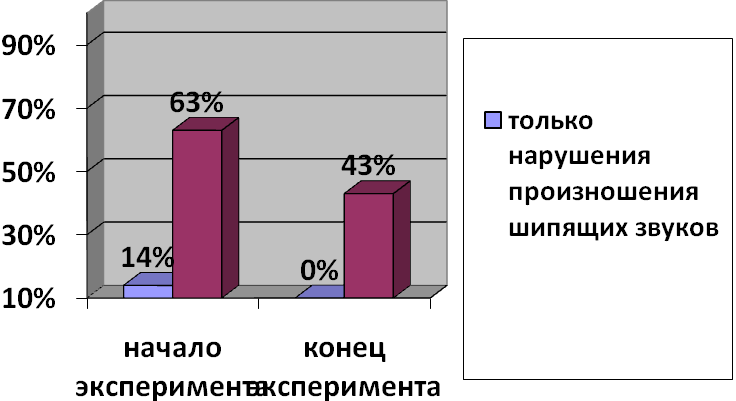 90%
70%
50%
30%
10%
63%
43%
14%
0%
начало
эксперимента
конец
эксперимента
только
нарушения
произношения
шипящих звуков